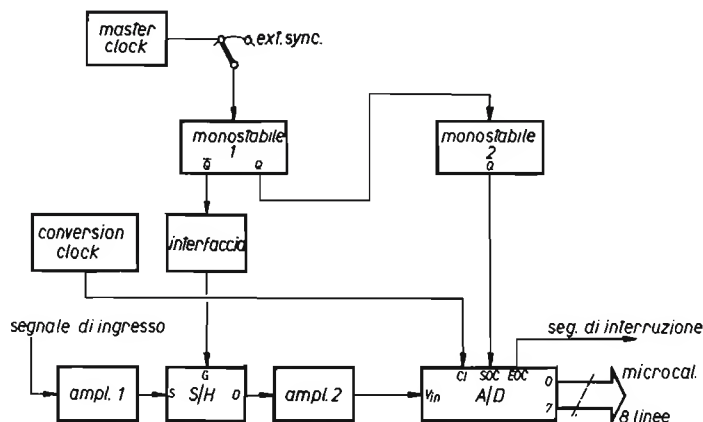 master
clock
ext.sync.
monostabile
1
Q̅
Q
monostabile
2
Q
conversion
clock
interfaccia
segnale di ingresso
seg. di interruzione
ampl. 1
G
S
S/H
D
ampl. 2
CI
SOC
EOC
Vin
A/D
0
7
microcal.
8 linee